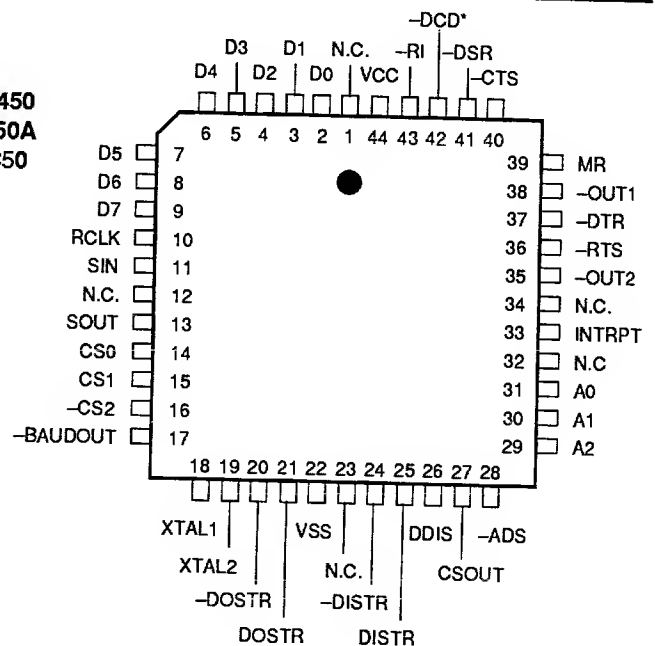 –DCD*
D3 D1 N.C. –RI –DSR
D4 D2 D0 VCC –CTS
450
50A
50
6 5 4 3 2 1 44 43 42 41 40
D5 7
D6 8
D7 9
RCLK 10
SIN 11
N.C. 12
SOUT 13
CS0 14
CS1 15
–CS2 16
–BAUDOUT 17
39 MR
38 –OUT1
37 –DTR
36 –RTS
35 –OUT2
34 N.C.
33 INTRPT
32 N.C
31 A0
30 A1
29 A2
18 19 20 21 22 23 24 25 26 27 28
XTAL1 VSS DDIS –ADS
XTAL2 N.C. CSOUT
–DOSTR –DISTR
DOSTR DISTR